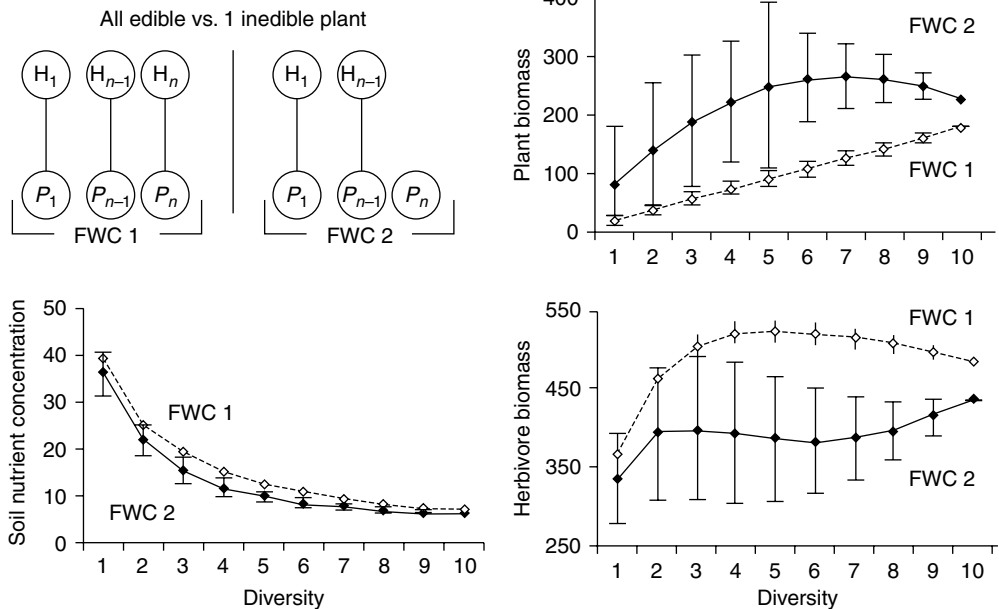 All edible vs. 1 inedible plant
H1 Hn–1 Hn H1 Hn–1
P1 Pn–1 Pn P1 Pn–1 Pn
FWC 1 FWC 2
400
300
200
100
0
Plant biomass
FWC 2
FWC 1
1 2 3 4 5 6 7 8 9 10
50
40
30
20
10
0
Soil nutrient concentration
FWC 1
FWC 2
1 2 3 4 5 6 7 8 9 10
Diversity
550
450
350
250
Herbivore biomass
FWC 1
FWC 2
1 2 3 4 5 6 7 8 9 10
Diversity